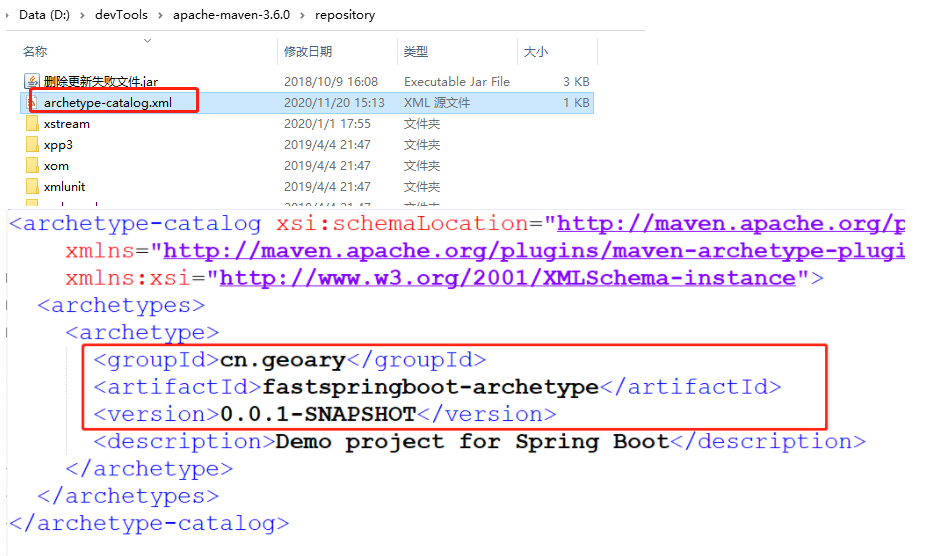 Data (D:) > devTools > apache-maven-3.6.0 > repository
名称 修改日期 类型 大小
删除更新失败文件.jar 2018/10/9 16:08 Executable Jar File 3 KB
archetype-catalog.xml 2020/11/20 15:13 XML 源文件 1 KB
xstream 2020/1/1 17:55 文件夹
xpp3 2019/4/4 21:47 文件夹
xom 2019/4/4 21:47 文件夹
xmlunit 2019/4/4 21:47 文件夹
<archetype-catalog xsi:schemaLocation="http://maven.apache.org/p
xmlns="http://maven.apache.org/plugins/maven-archetype-plugi
xmlns:xsi="http://www.w3.org/2001/XMLSchema-instance">
<archetypes>
<archetype>
<groupId>cn.geoary</groupId>
<artifactId>fastspringboot-archetype</artifactId>
<version>0.0.1-SNAPSHOT</version>
<description>Demo project for Spring Boot</description>
</archetype>
</archetypes>
</archetype-catalog>